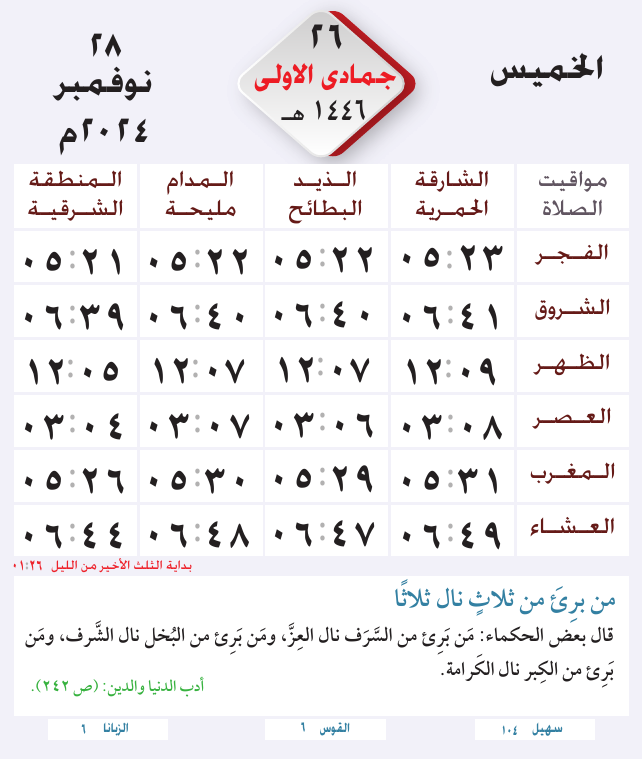 الخميس
٢٦
جمادى الاولى
١٤٤٦ هـ
٢٨
نوفمبر
٢٠٢٤م
مواقيت الصلاة
الشارقة الحمرية
الذيد البطائح
المدام مليحة
المنطقة الشرقية
الفجر ٠٥:٢٣ ٠٥:٢٢ ٠٥:٢٢ ٠٥:٢١
الشروق ٠٦:٤١ ٠٦:٤٠ ٠٦:٤٠ ٠٦:٣٩
الظهر ١٢:٠٩ ١٢:٠٧ ١٢:٠٧ ١٢:٠٥
العصر ٠٣:٠٨ ٠٣:٠٦ ٠٣:٠٧ ٠٣:٠٤
المغرب ٠٥:٣١ ٠٥:٢٩ ٠٥:٣٠ ٠٥:٢٦
العشاء ٠٦:٤٩ ٠٦:٤٧ ٠٦:٤٨ ٠٦:٤٤
بداية الثلث الأخير من الليل ٠١:٢٦
من برِئَ من ثلاثٍ نال ثلاثًا
قال بعض الحكماء: مَن بَرِئ من السَّرَف نال العِزَّ، ومَن بَرِئ من البُخل نال الشَّرف، ومَن
بَرِئ من الكِبر نال الكَرامة.
أدب الدنيا والدين: (ص ٢٤٢).
سهيل ١٠٤
القوس ٦
الزبانا ٦